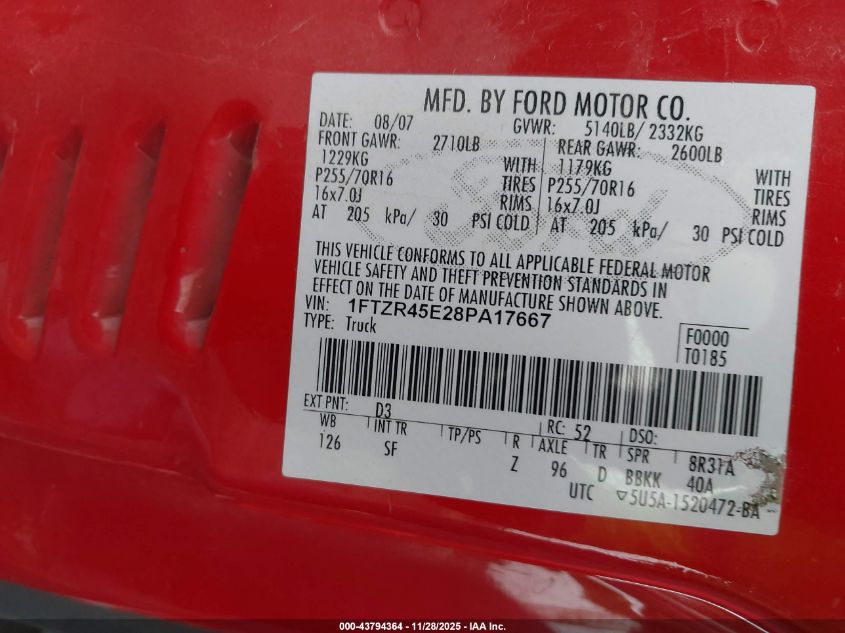 MFD. BY FORD MOTOR CO.
DATE: 08/07 GVWR: 5140LB/ 2332KG
FRONT GAWR: 2710LB REAR GAWR: 2600LB
1229KG WITH 1179KG WITH
P255/70R16 TIRES P255/70R16 TIRES
16x7.0J RIMS 16x7.0J RIMS
AT 205 kPa/ 30 PSI COLD AT 205 kPa/ 30 PSI COLD
Ford
THIS VEHICLE CONFORMS TO ALL APPLICABLE FEDERAL MOTOR
VEHICLE SAFETY AND THEFT PREVENTION STANDARDS IN
EFFECT ON THE DATE OF MANUFACTURE SHOWN ABOVE.
VIN: 1FTZR45E28PA17667
TYPE: Truck
F0000
T0185
EXT PNT: D3 RC: 52 DSO:
WB INT TR TP/PS R AXLE TR SPR 8R31A
126 SF Z 96 D BBKK 40A
UTC ▽5U5A-1520472-BA
000-43794364 | 11/28/2025 - IAA Inc.